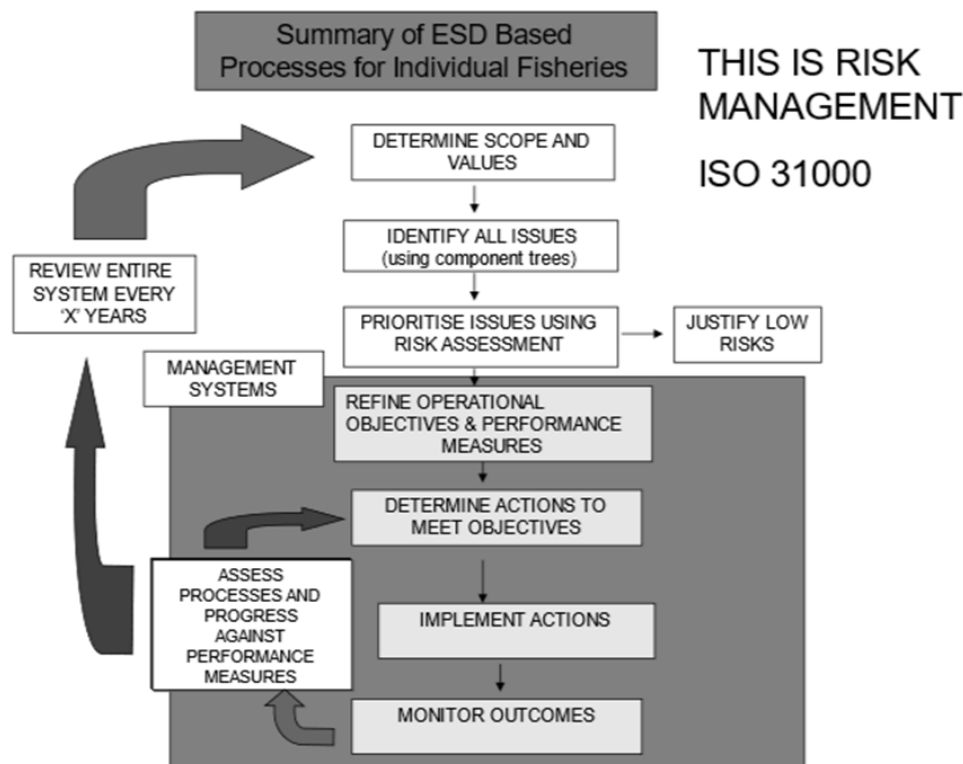 Summary of ESD Based
Processes for Individual Fisheries
THIS IS RISK
MANAGEMENT
ISO 31000
DETERMINE SCOPE AND
VALUES
IDENTIFY ALL ISSUES
(using component trees)
REVIEW ENTIRE
SYSTEM EVERY
‘X’ YEARS
PRIORITISE ISSUES USING
RISK ASSESSMENT
JUSTIFY LOW
RISKS
MANAGEMENT
SYSTEMS
REFINE OPERATIONAL
OBJECTIVES & PERFORMANCE
MEASURES
DETERMINE ACTIONS TO
MEET OBJECTIVES
ASSESS
PROCESSES AND
PROGRESS
AGAINST
PERFORMANCE
MEASURES
IMPLEMENT ACTIONS
MONITOR OUTCOMES